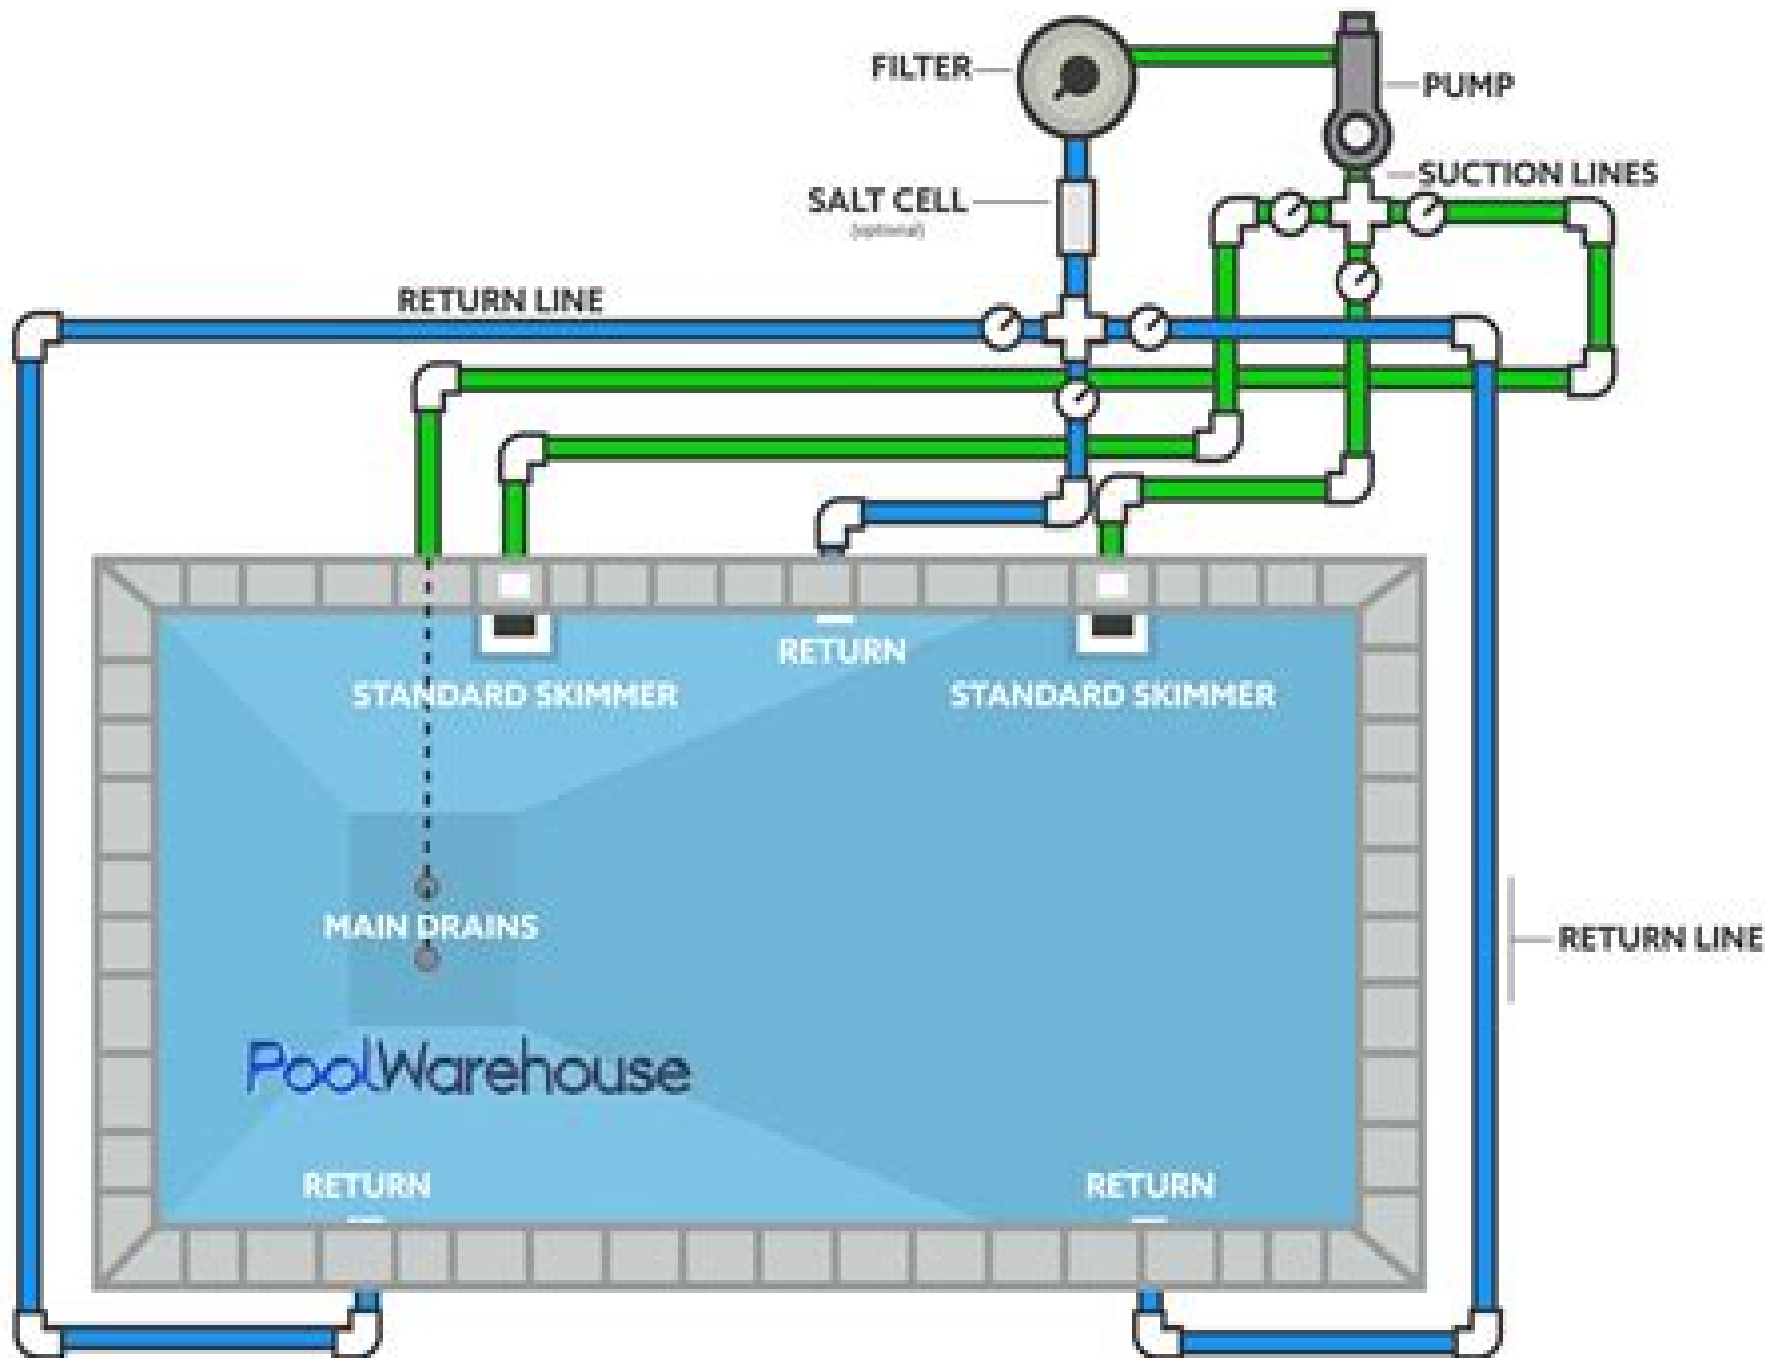 FILTER
PUMP
SUCTION LINES
SALT CELL
(optional)
RETURN LINE
RETURN
STANDARD SKIMMER
STANDARD SKIMMER
MAIN DRAINS
RETURN LINE
PoolWarehouse
RETURN
RETURN